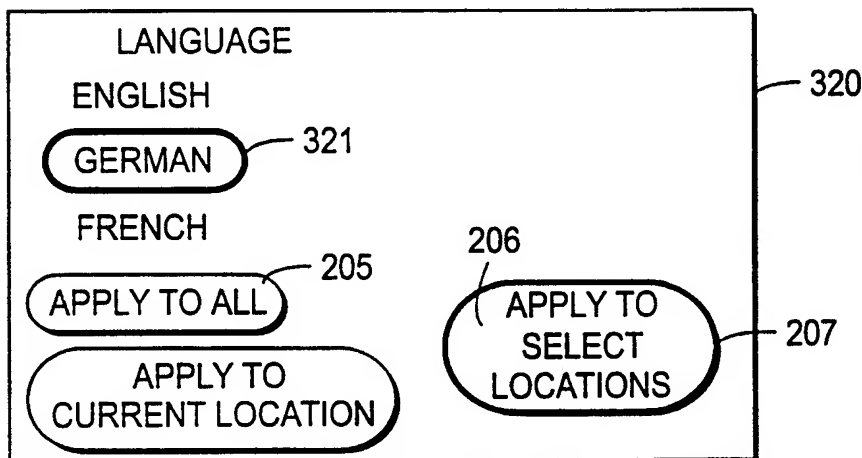 LANGUAGE
ENGLISH
320
GERMAN
321
FRENCH
206
205
APPLY TO ALL
APPLY TO
SELECT
LOCATIONS
207
APPLY TO
CURRENT LOCATION